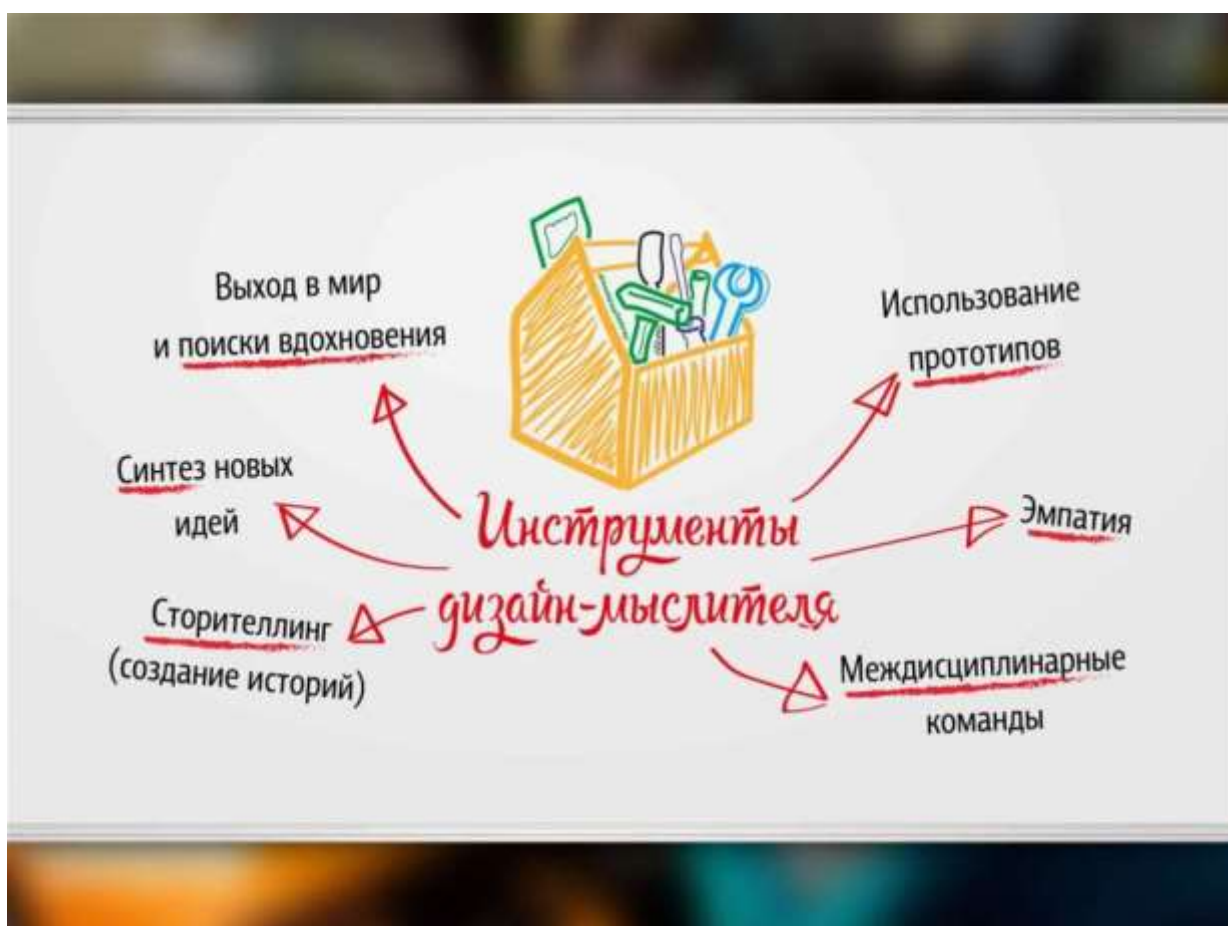 Выход в мир
и поиски вдохновения
Синтез новых
идей
Сторителлинг
(создание историй)
Инструменты
дизайн-мыслителя
Использование
прототипов
Эмпатия
Междисциплинарные
команды